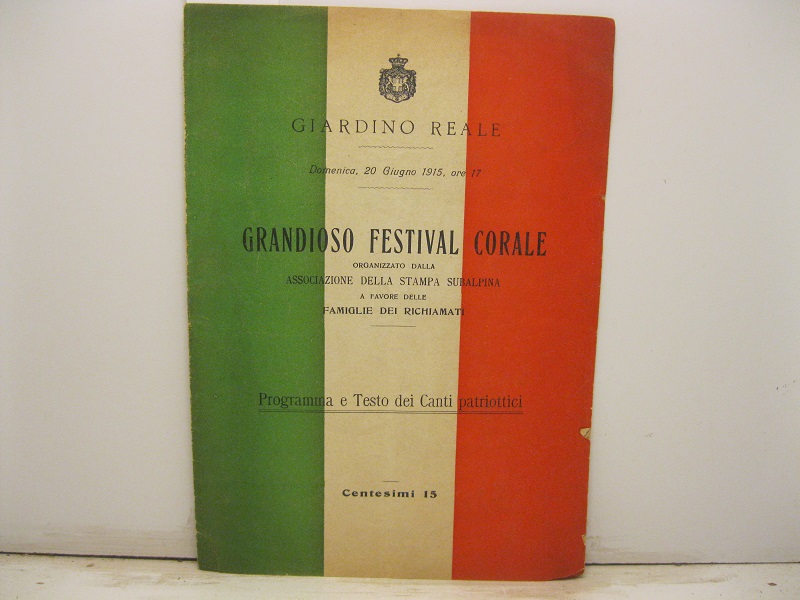 GIARDINO REALE
Domenica, 20 Giugno 1915, ore 17
GRANDIOSO FESTIVAL CORALE
ORGANIZZATO DALLA
ASSOCIAZIONE DELLA STAMPA SUBALPINA
A FAVORE DELLE
FAMIGLIE DEI RICHIAMATI
Programma e Testo dei Canti patriottici
Centesimi 15